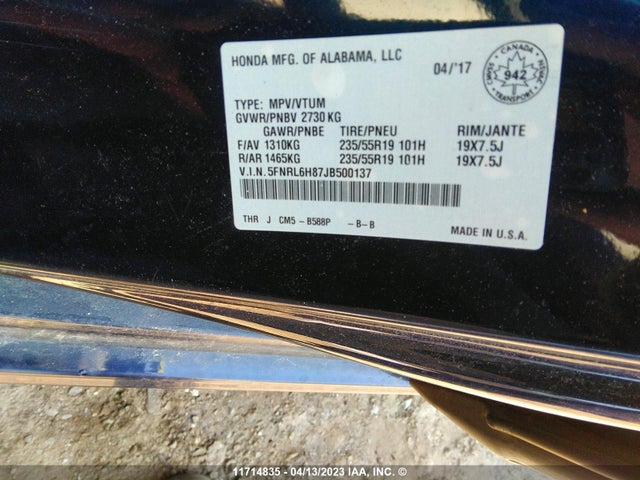 HONDA MFG. OF ALABAMA, LLC
04/'17
CANADA
942
TRANSPORT
TYPE: MPV/VTUM
GVWR/PNBV 2730 KG
GAWR/PNBE TIRE/PNEU RIM/JANTE
F/AV 1310KG 235/55R19 101H 19X7.5J
R/AR 1465KG 235/55R19 101H 19X7.5J
V.I.N. 5FNRL6H87JB500137
THR J CM5 - B588P - B - B
MADE IN U.S.A.
11714835 - 04/13/2023 IAA, INC. ©